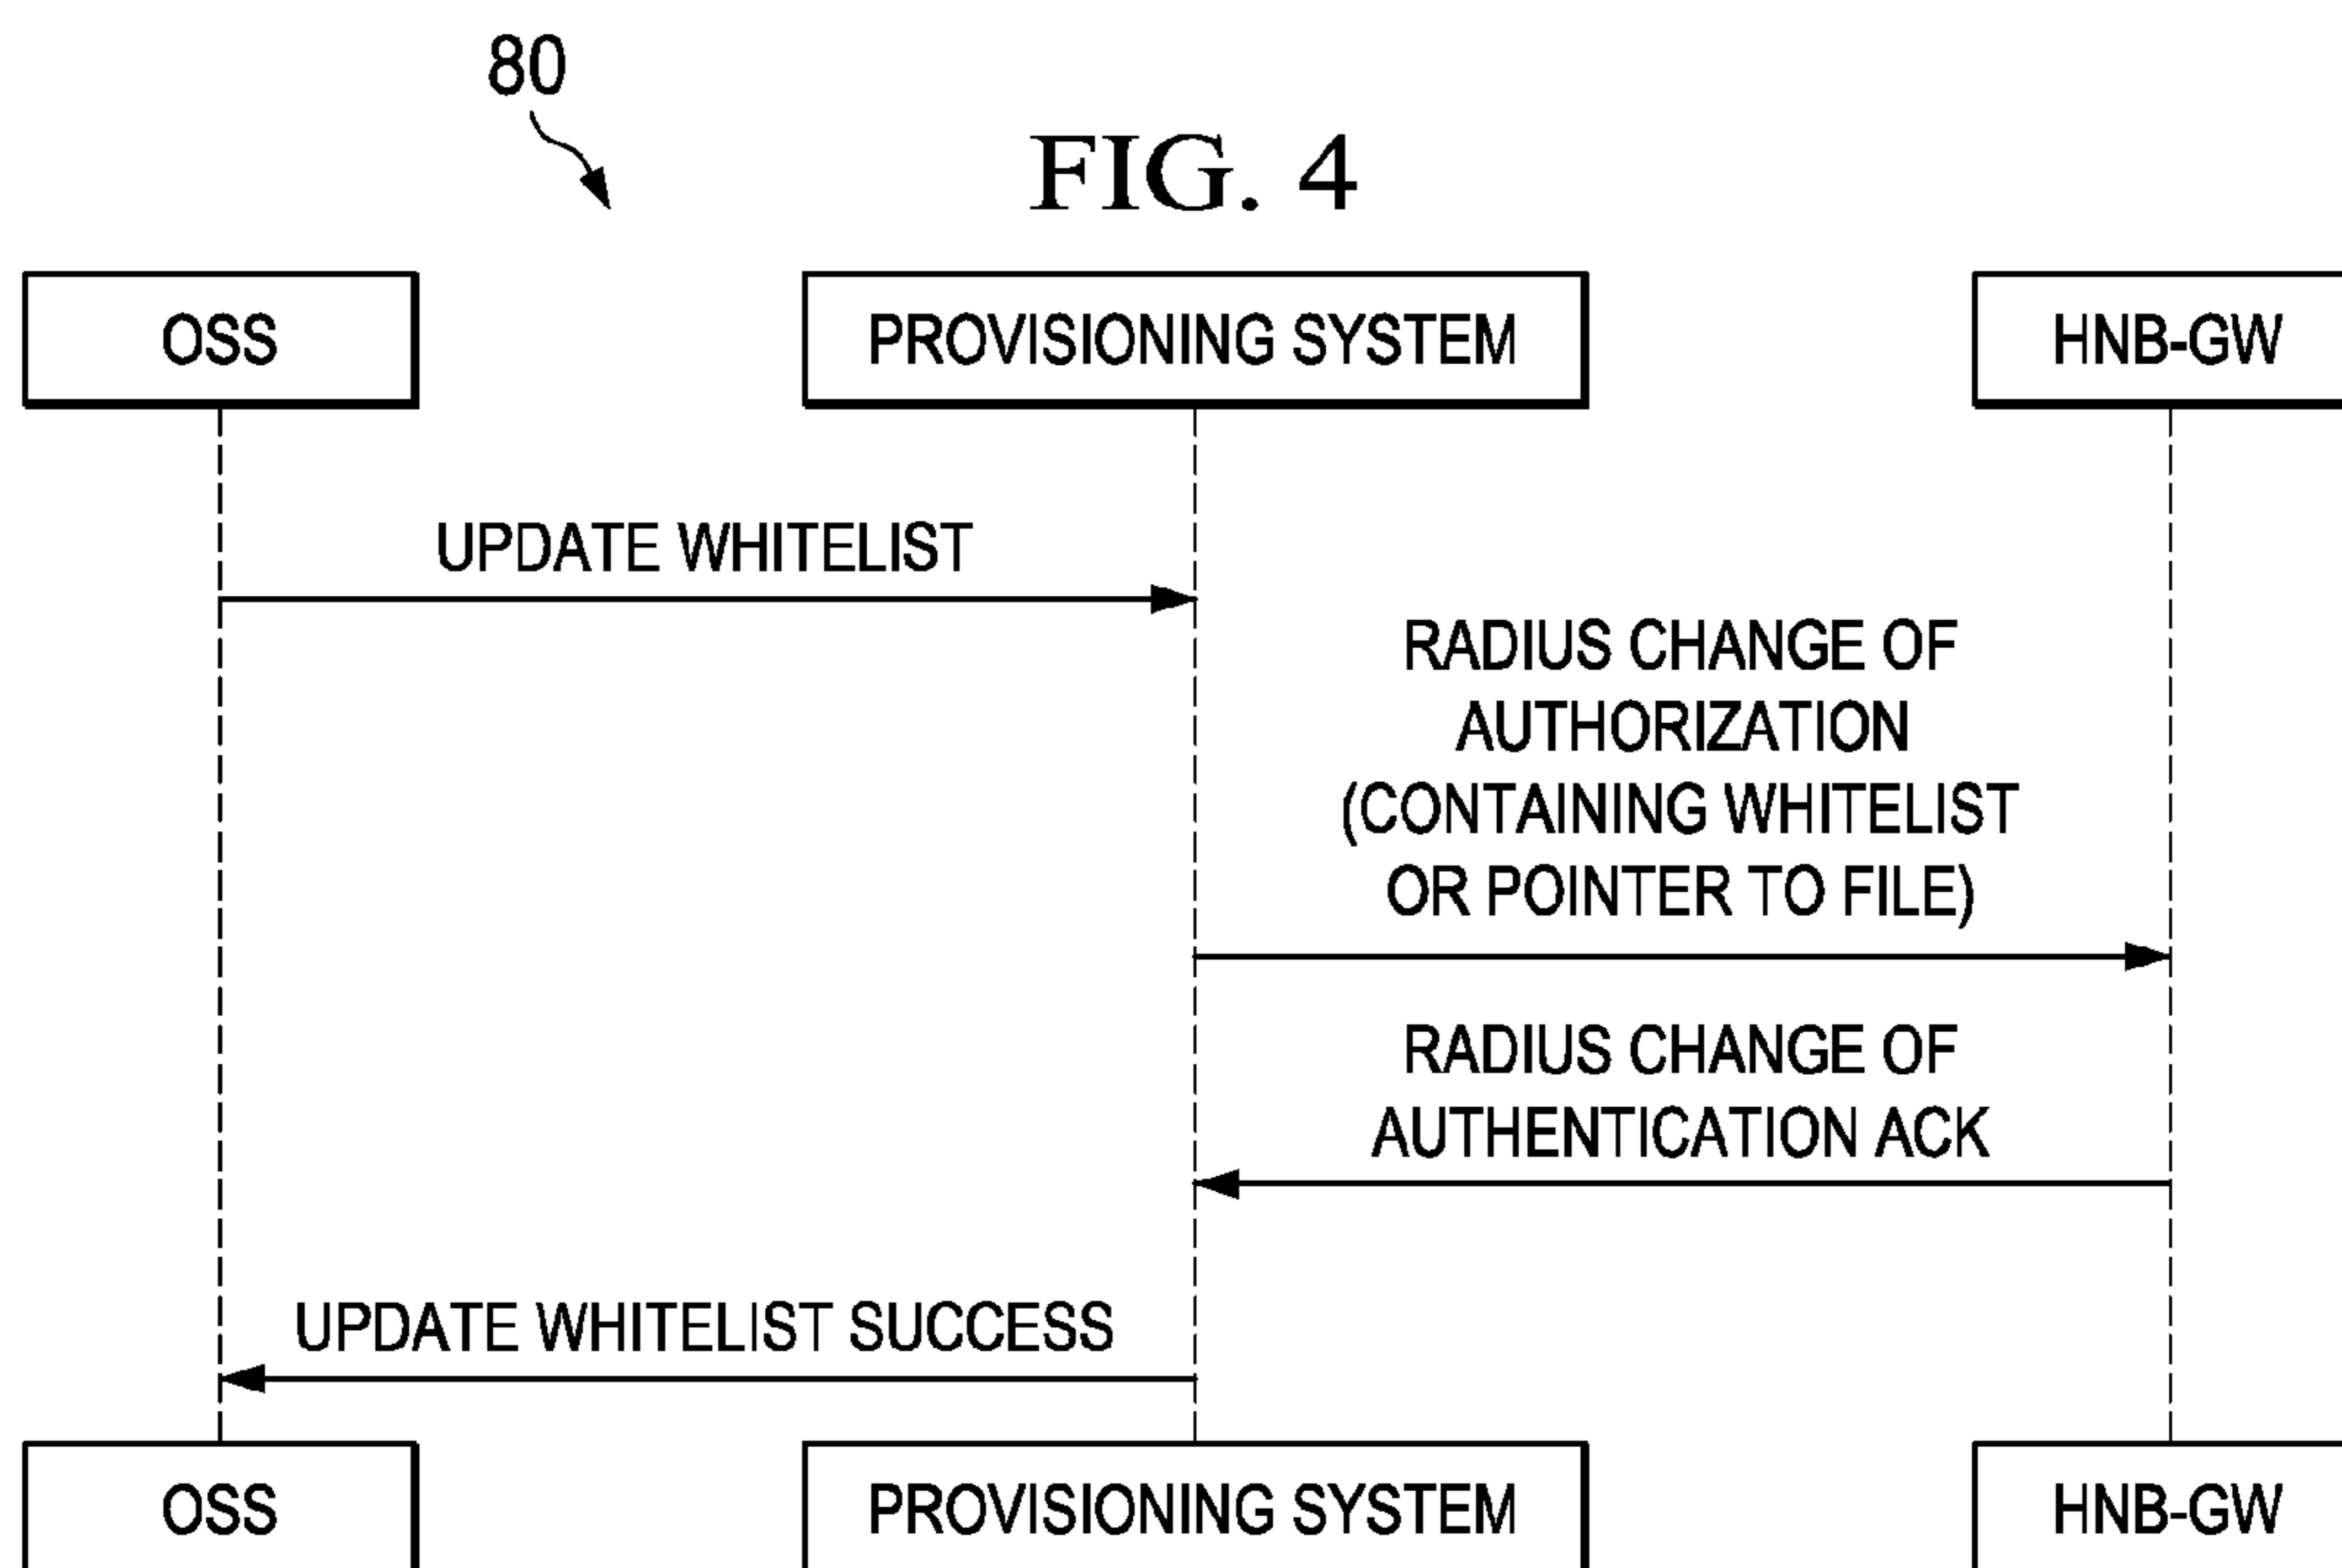 80
FIG. 4
OSS
PROVISIONING SYSTEM
HNB-GW
UPDATE WHITELIST
RADIUS CHANGE OF
AUTHORIZATION
(CONTAINING WHITELIST
OR POINTER TO FILE)
RADIUS CHANGE OF
AUTHENTICATION ACK
UPDATE WHITELIST SUCCESS
OSS
PROVISIONING SYSTEM
HNB-GW